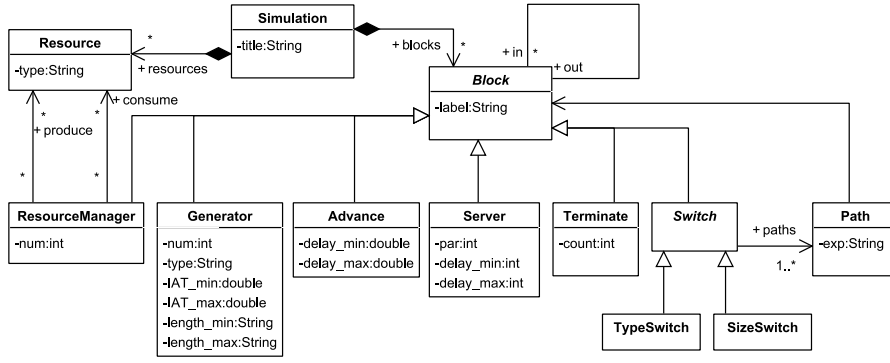 Simulation
-title:String
Resource
-type:String
*
+ resources
+ blocks
*
+ in
*
+ out
Block
-label:String
*
+ produce
*
+ consume
*
*
ResourceManager
-num:int
Generator
-num:int
-type:String
-IAT_min:double
-IAT_max:double
-length_min:String
-length_max:String
Advance
-delay_min:double
-delay_max:double
Server
-par:int
-delay_min:int
-delay_max:int
Terminate
-count:int
Switch
+ paths
1..*
Path
-exp:String
TypeSwitch
SizeSwitch